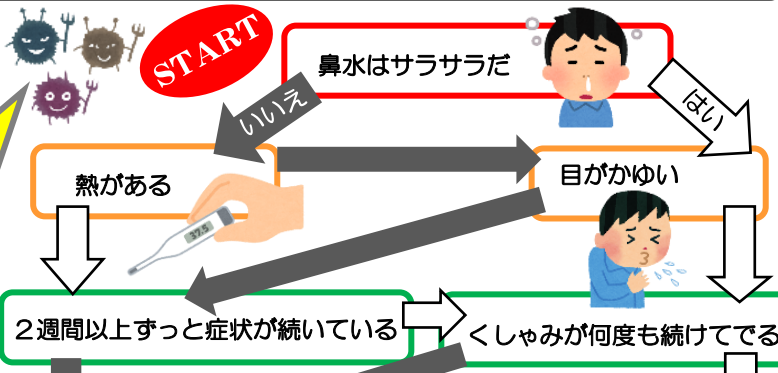 START
鼻水はサラサラだ
いいえ
はい
熱がある
目がかゆい
37.5
２週間以上ずっと症状が続いている
くしゃみが何度も続けてでる